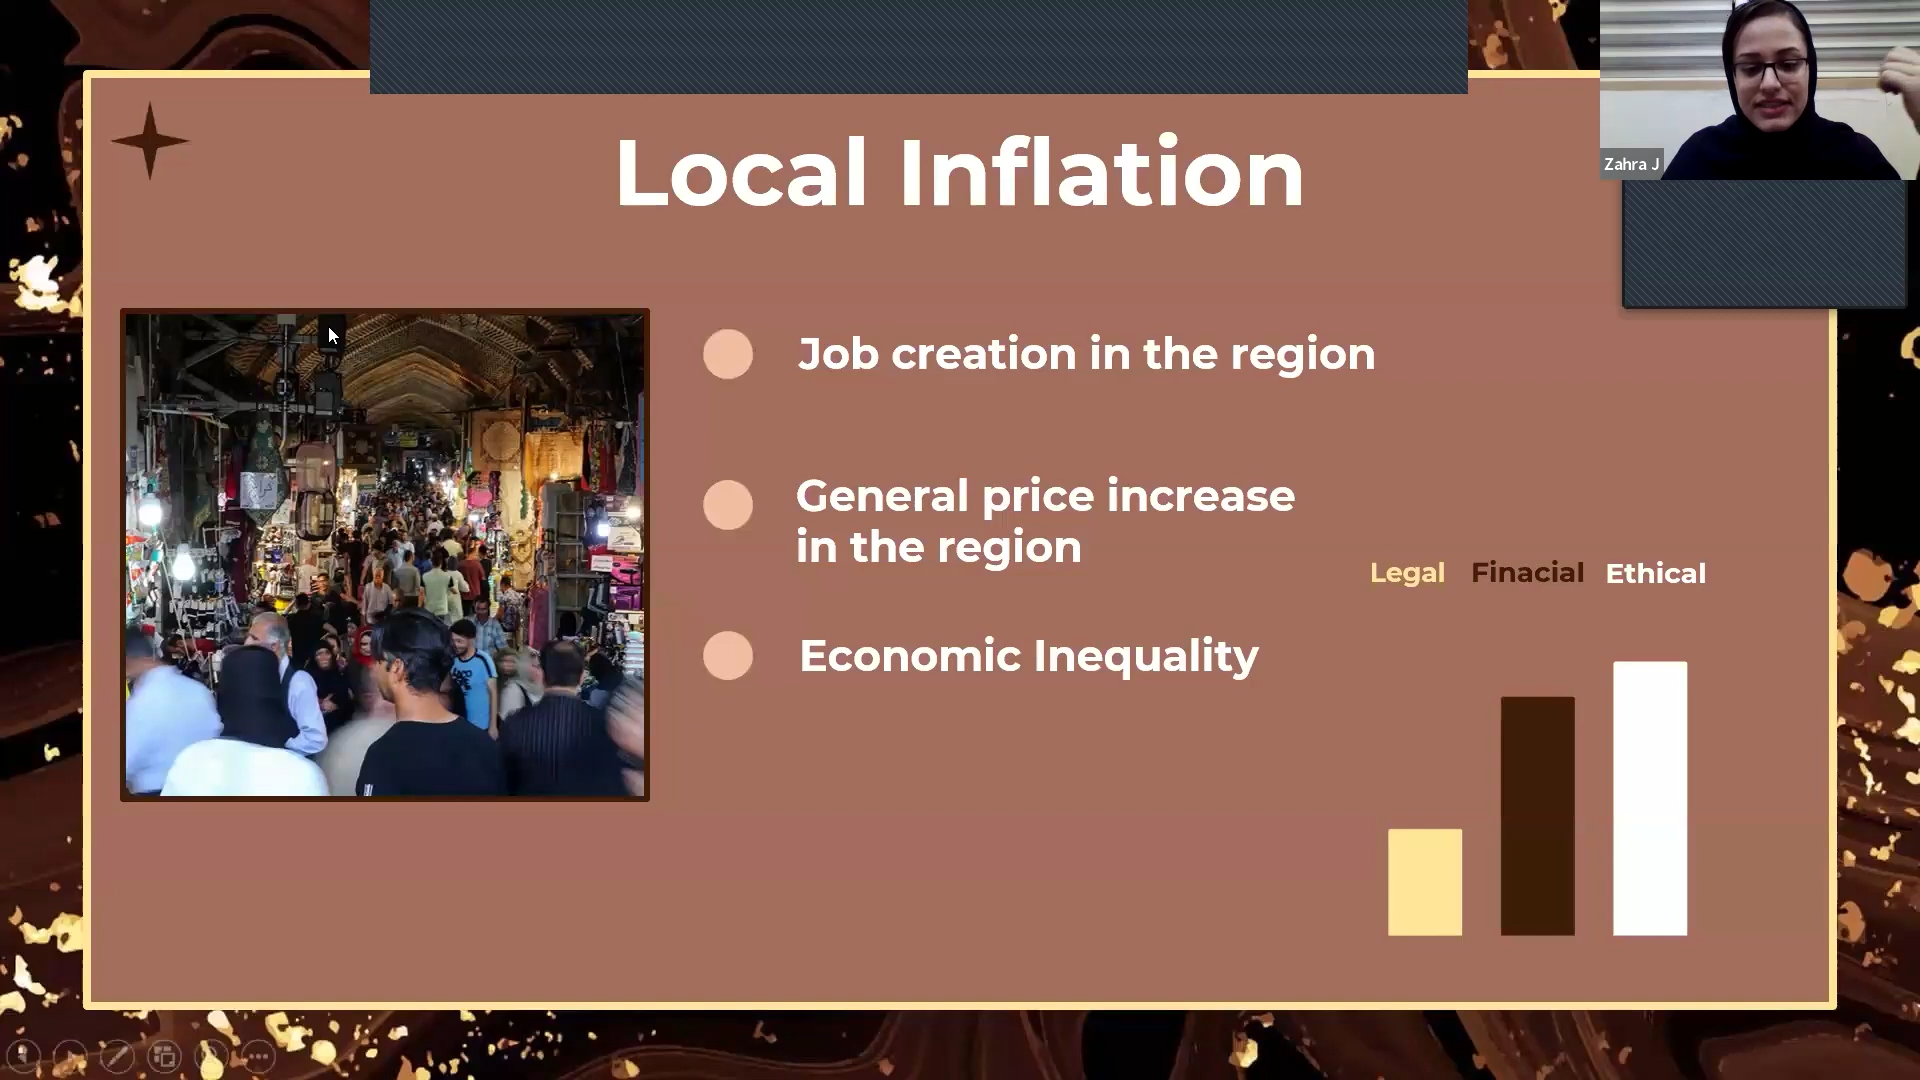 Zahra J
Local Inflation
Job creation in the region
General price increase
in the region
Economic Inequality
Legal Finacial Ethical